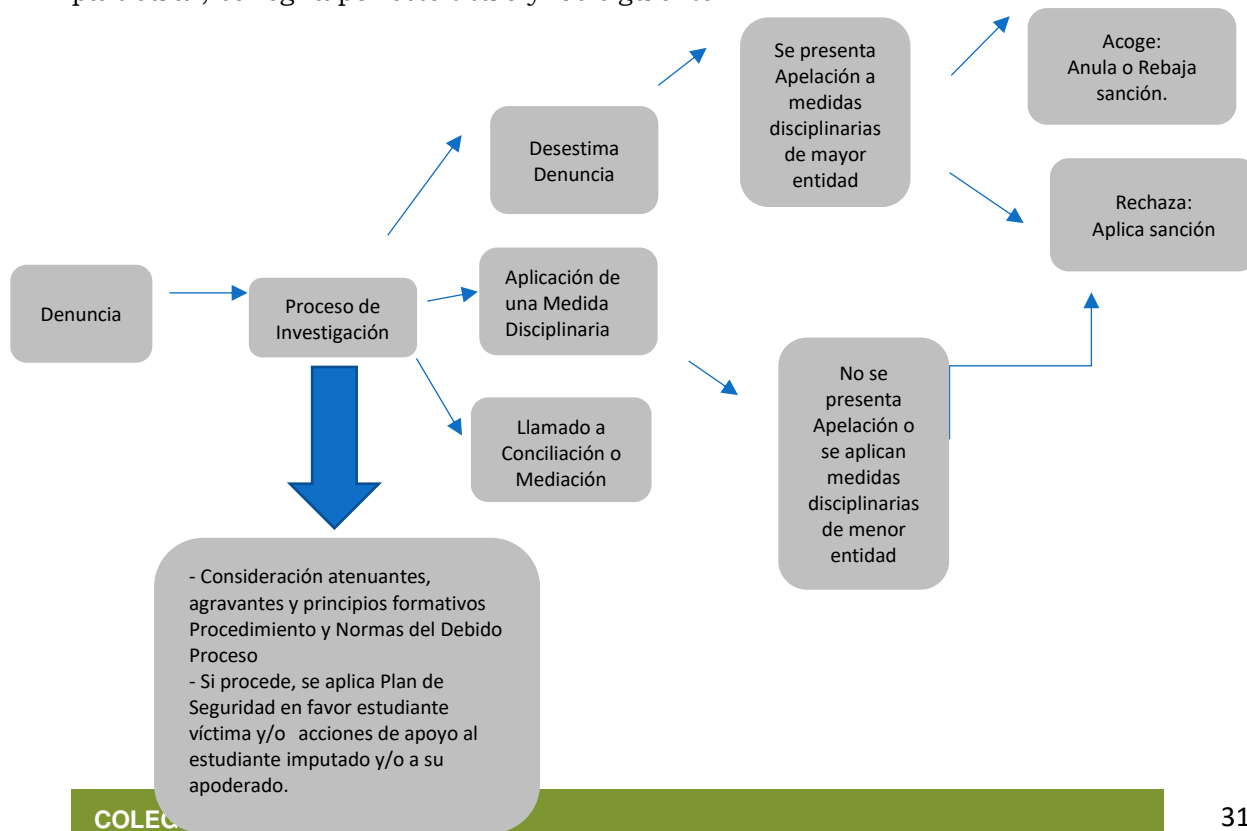 Denuncia
Proceso de
Investigación
Desestima
Denuncia
Aplicación de
una Medida
Disciplinaria
Llamado a
Conciliación o
Mediación
Se presenta
Apelación a
medidas
disciplinarias
de mayor
entidad
No se
presenta
Apelación o
se aplican
medidas
disciplinarias
de menor
entidad
Acoge:
Anula o Rebaja
sanción.
Rechaza:
Aplica sanción
- Consideración atenuantes,
agravantes y principios formativos
Procedimiento y Normas del Debido
Proceso
- Si procede, se aplica Plan de
Seguridad en favor estudiante
víctima y/o acciones de apoyo al
estudiante imputado y/o a su
apoderado.
31